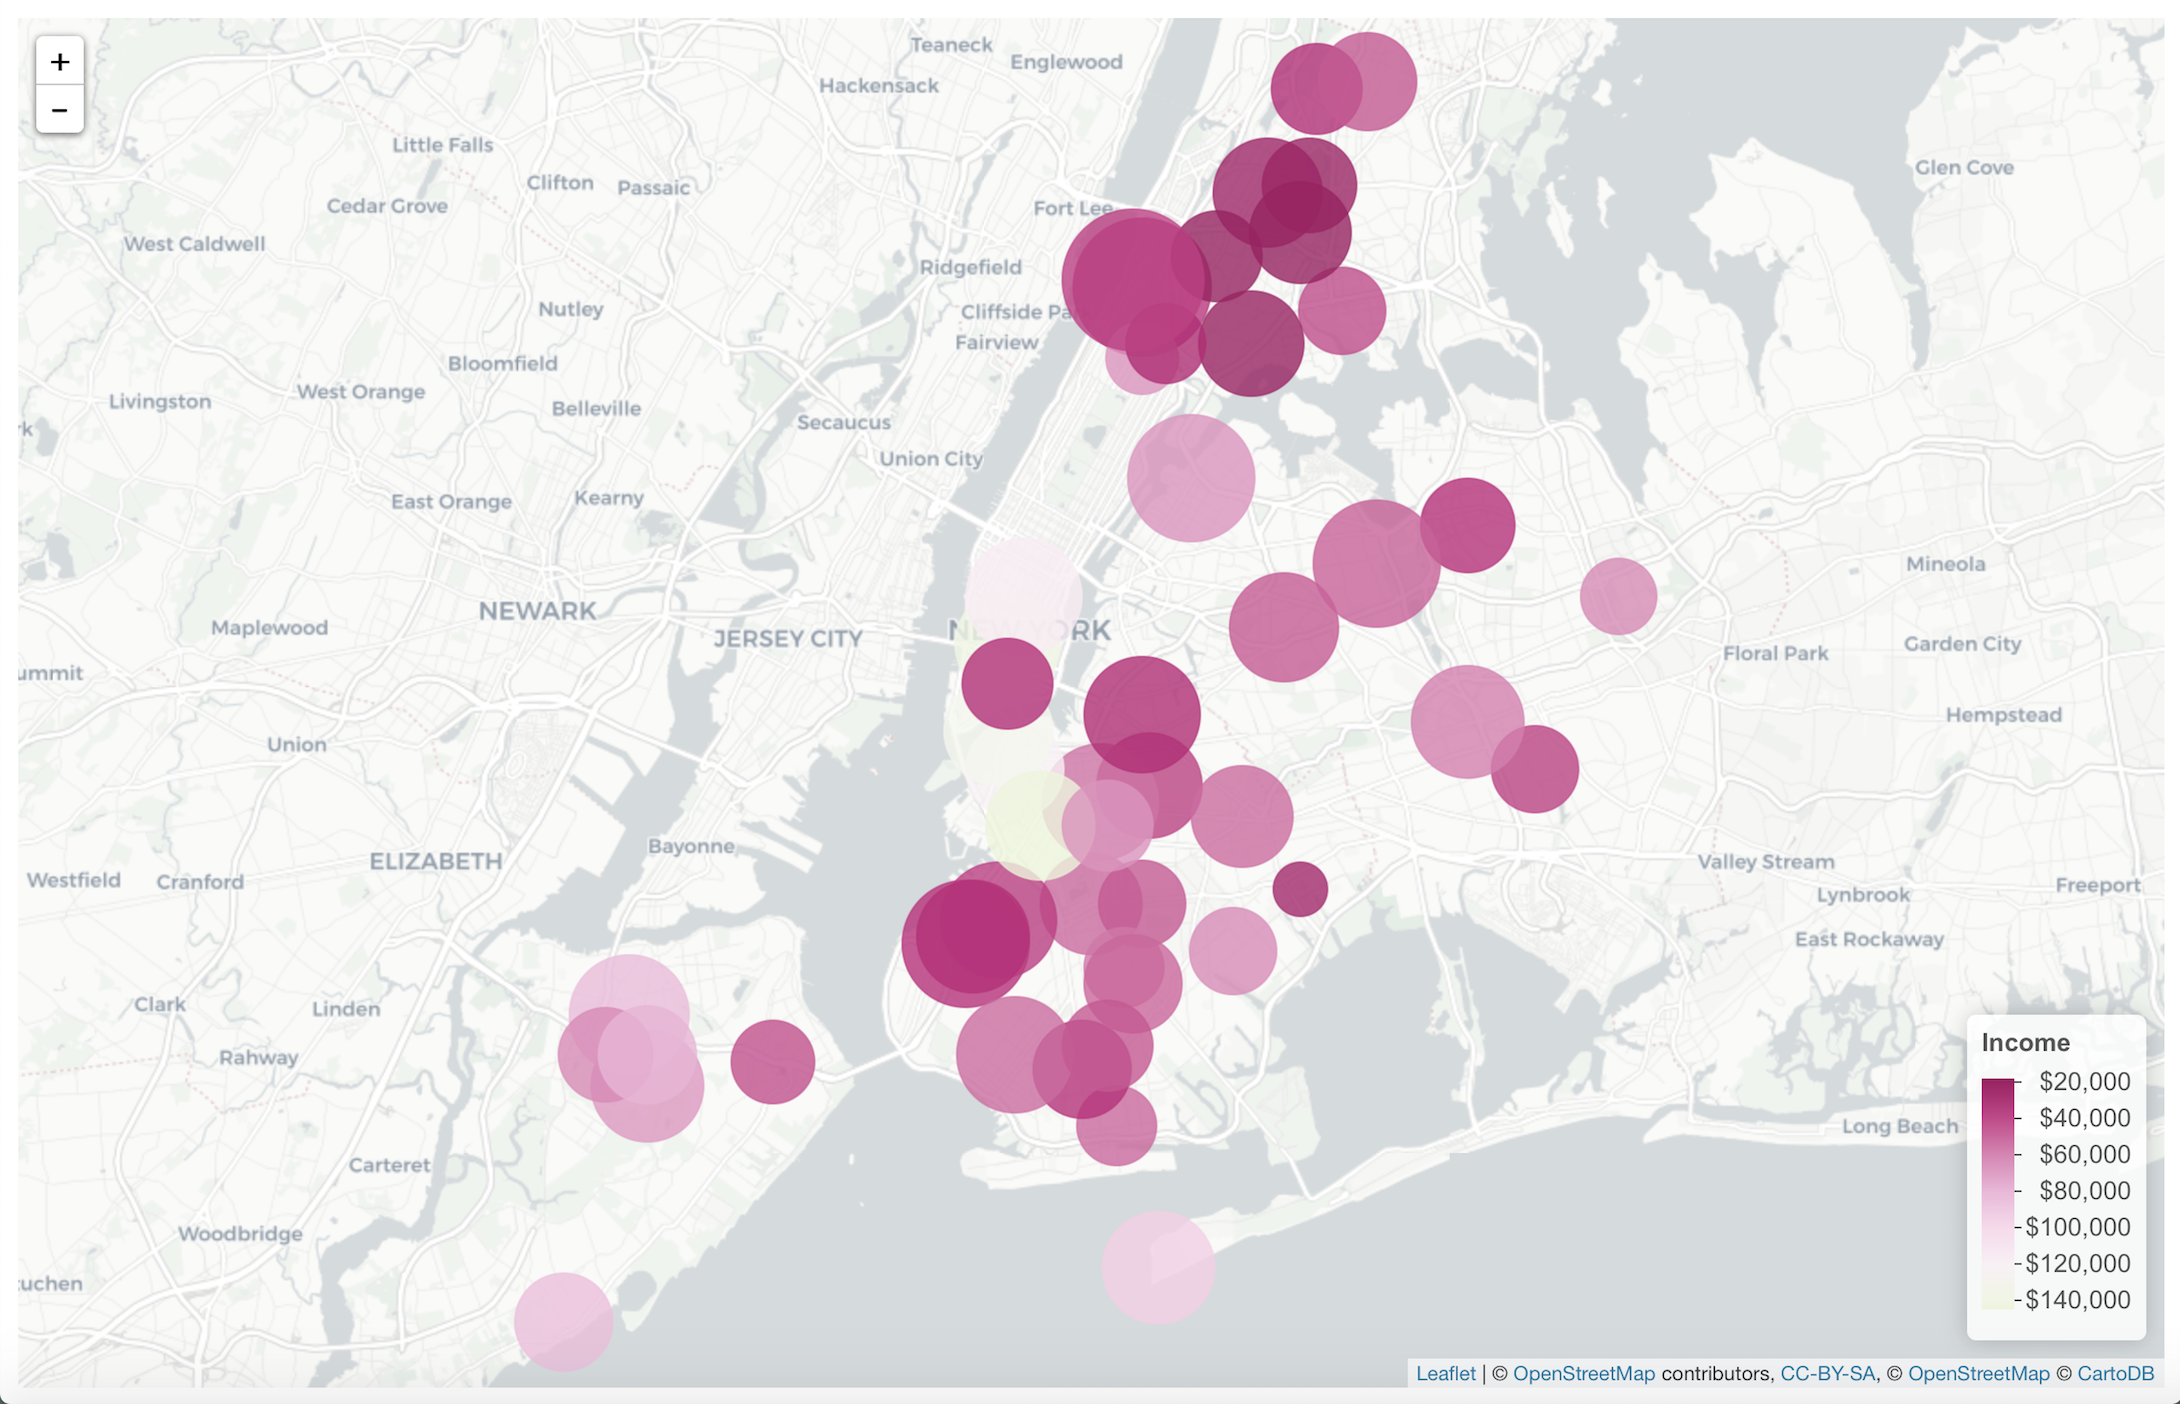 +
−
Teaneck
Englewood
Hackensack
Little Falls
Glen Cove
Clifton
Passaic
Cedar Grove
Fort Lee
West Caldwell
Ridgefield
Nutley
Cliffside Pa
Fairview
Bloomfield
West Orange
Livingston
Belleville
Secaucus
rk
Union City
East Orange
Kearny
Mineola
NEWARK
Maplewood
JERSEY CITY
NEW YORK
Garden City
Floral Park
ummit
Hempstead
Union
Bayonne
ELIZABETH
Valley Stream
Westfield
Cranford
Freeport
Lynbrook
East Rockaway
Clark
Linden
Rahway
Long Beach
Carteret
Woodbridge
tuchen
Income
$20,000
$40,000
$60,000
$80,000
$100,000
$120,000
$140,000
Leaflet | © OpenStreetMap contributors, CC-BY-SA, © OpenStreetMap © CartoDB